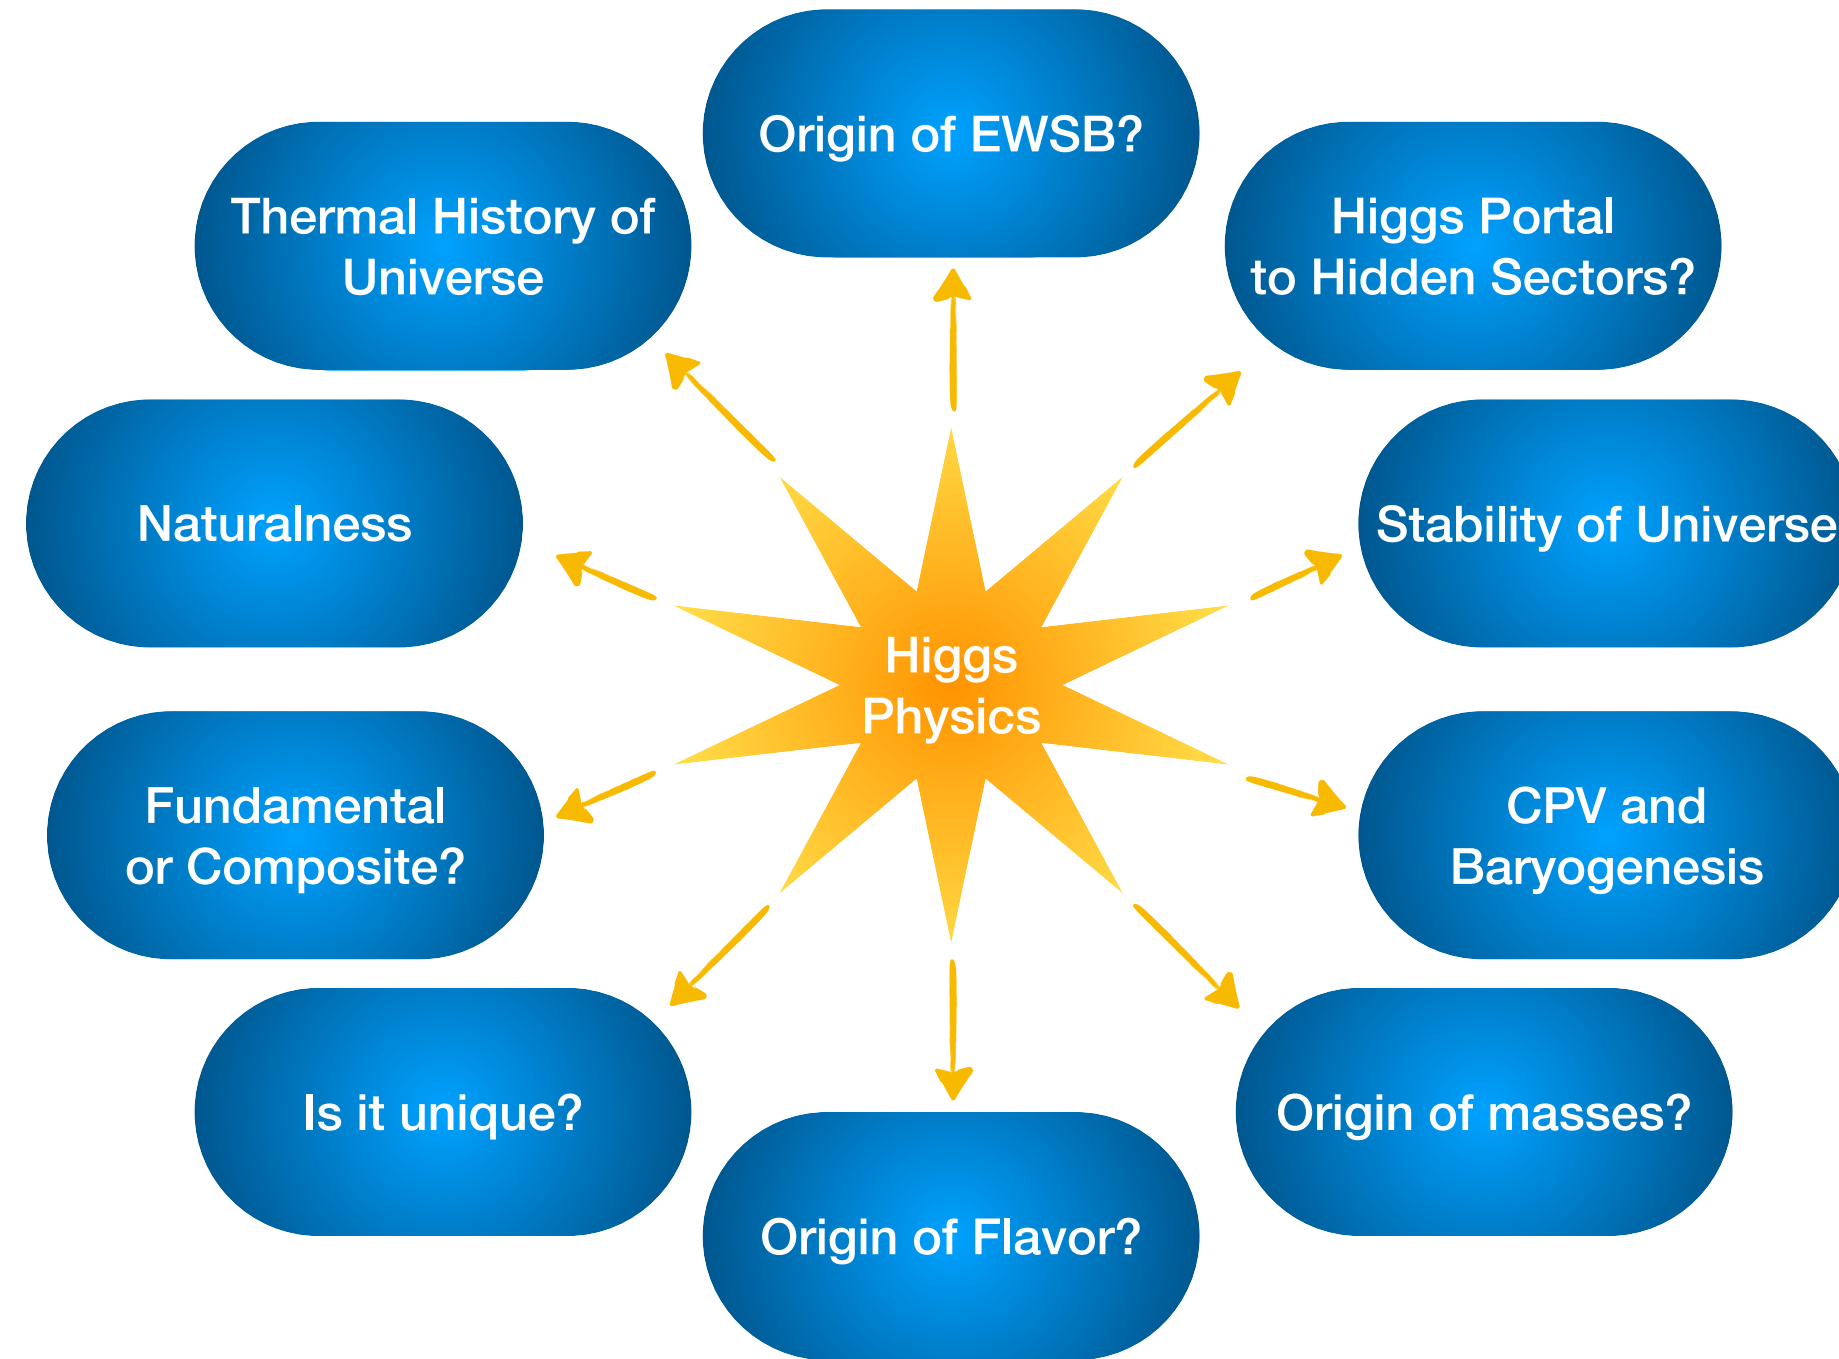 Origin of EWSB?
Thermal History of
Universe
Higgs Portal
to Hidden Sectors?
Naturalness
Stability of Universe
Higgs
Physics
Fundamental
or Composite?
CPV and
Baryogenesis
Is it unique?
Origin of masses?
Origin of Flavor?